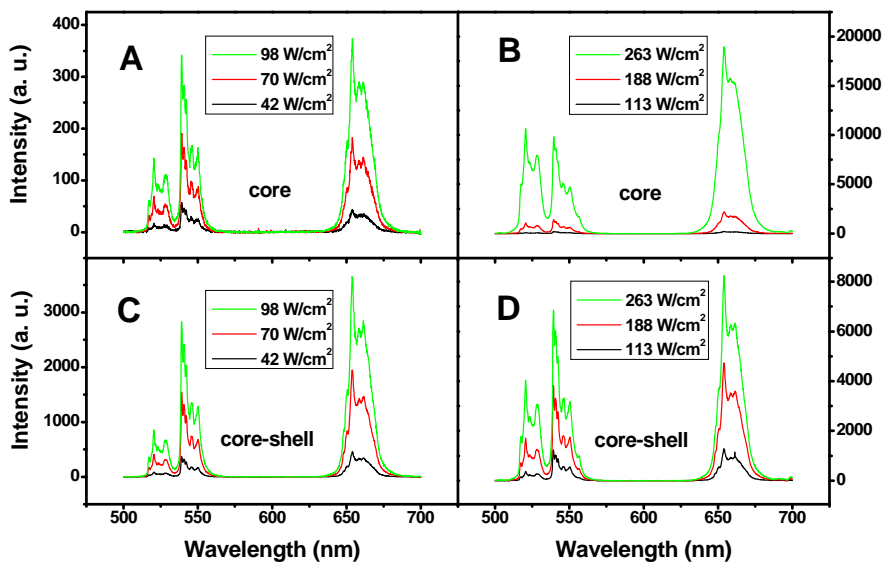 Intensity (a. u.)
400
300
200
100
0
A
98 W/cm²
70 W/cm²
42 W/cm²
core
B
263 W/cm²
188 W/cm²
113 W/cm²
core
20000
15000
10000
5000
0
Intensity (a. u.)
3000
2000
1000
0
C
98 W/cm²
70 W/cm²
42 W/cm²
core-shell
D
263 W/cm²
188 W/cm²
113 W/cm²
core-shell
8000
6000
4000
2000
0
500 550 600 650 700
500 550 600 650 700
Wavelength (nm)
Wavelength (nm)